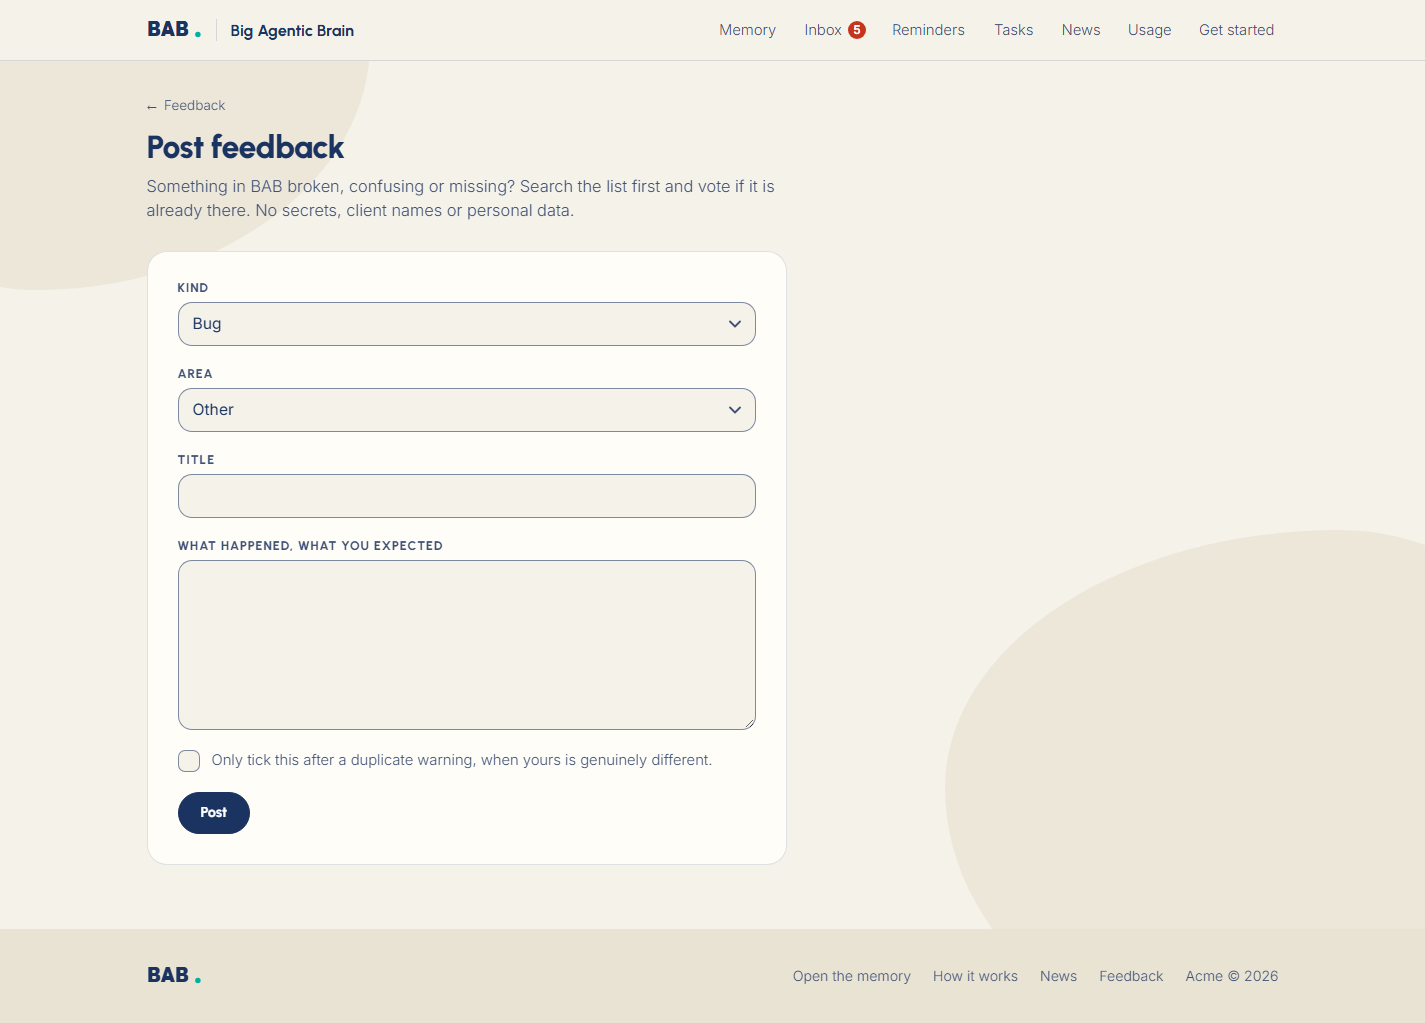 BAB.
Big Agentic Brain
Memory
Inbox 5
Reminders
Tasks
News
Usage
Get started
← Feedback
Post feedback
Something in BAB broken, confusing or missing? Search the list first and vote if it is
already there. No secrets, client names or personal data.
KIND
Bug
AREA
Other
TITLE
WHAT HAPPENED, WHAT YOU EXPECTED
Only tick this after a duplicate warning, when yours is genuinely different.
Post
BAB.
Open the memory
How it works
News
Feedback
Acme © 2026